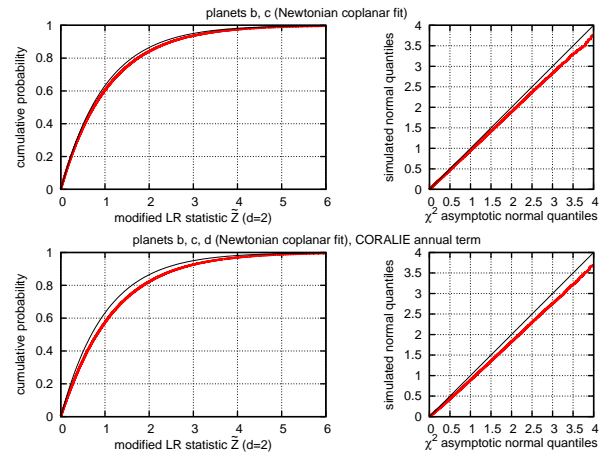 planets b, c (Newtonian coplanar fit)
cumulative probability
1
0.8
0.6
0.4
0.2
0
0 1 2 3 4 5 6
modified LR statistic Z̃ (d=2)
simulated normal quantiles
4
3.5
3
2.5
2
1.5
1
0.5
0
0 0.5 1 1.5 2 2.5 3 3.5 4
χ² asymptotic normal quantiles
planets b, c, d (Newtonian coplanar fit), CORALIE annual term
cumulative probability
1
0.8
0.6
0.4
0.2
0
0 1 2 3 4 5 6
modified LR statistic Z̃ (d=2)
simulated normal quantiles
4
3.5
3
2.5
2
1.5
1
0.5
0
0 0.5 1 1.5 2 2.5 3 3.5 4
χ² asymptotic normal quantiles